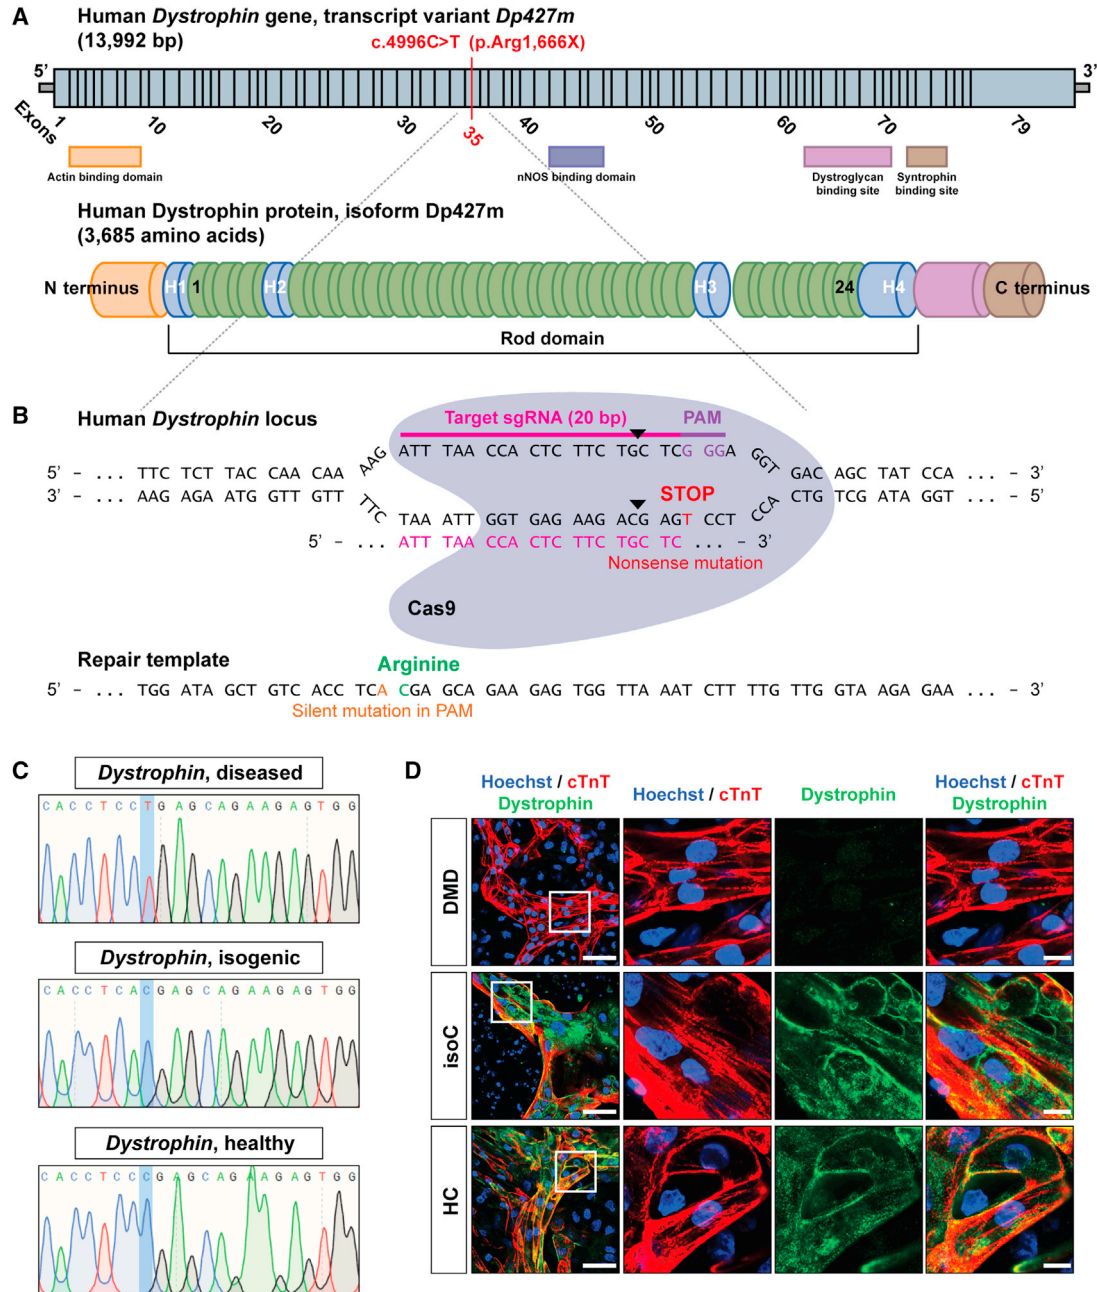 A
Human Dystrophin gene, transcript variant Dp427m
(13,992 bp)
c.4996C>T (p.Arg1,666X)
5’
3’
Exons
1
10
20
30
35
40
50
60
70
79
Actin binding domain
nNOS binding domain
Dystroglycan
binding site
Syntrophin
binding site
Human Dystrophin protein, isoform Dp427m
(3,685 amino acids)
N terminus
H1
1
H2
H3
24
H4
C terminus
Rod domain
B
Human Dystrophin locus
Target sgRNA (20 bp)
PAM
5’ – ... TTC TCT TAC CAA CAA AAG ATT TAA CCA CTC TTC TGC TCG GGA GGT GAC AGC TAT CCA ... – 3’
3’ – ... AAG AGA ATG GTT GTT TTC TAA ATT GGT GAG AAG ACG AGT CCT CCA CTG TCG ATA GGT ... – 5’
STOP
5’ – ... ATT TAA CCA CTC TTC TGC TC ... – 3’
Nonsense mutation
Cas9
Repair template
Arginine
5’ – ... TGG ATA GCT GTC ACC TCA CGA GCA GAA GAG TGG TTA AAT CTT TTG TTG GTA AGA GAA ... – 3’
Silent mutation in PAM
C
Dystrophin, diseased
CACCTCCTGAGCAGAAGAGTGG
Dystrophin, isogenic
CACCTCACGAGCAGAAGAGTGG
Dystrophin, healthy
CACCTCCCGAGCAGAAGAGTGG
D
Hoechst / cTnT
Dystrophin
Hoechst / cTnT
Dystrophin
Hoechst / cTnT
Dystrophin
DMD
isoC
HC